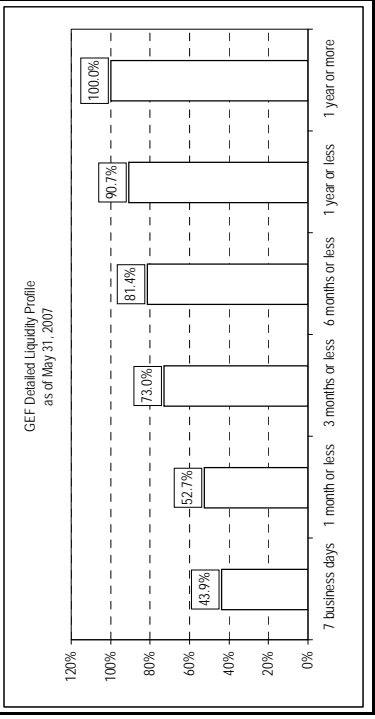 GEF Detailed Liquidity Profile
as of May 31, 2007
120%
100%
80%
60%
40%
20%
0%
43.9%
52.7%
73.0%
81.4%
90.7%
100.0%
7 business days
1 month or less
3 months or less
6 months or less
1 year or less
1 year or more